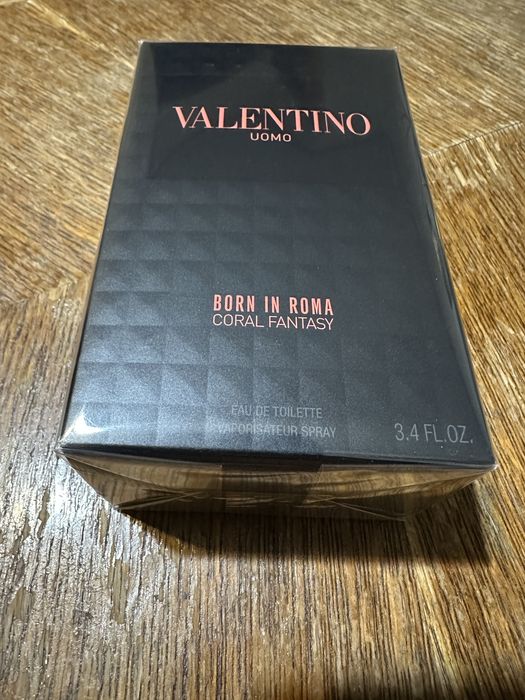 VALENTINO
UOMO
BORN IN ROMA
CORAL FANTASY
EAU DE TOILETTE
VAPORISATEUR SPRAY
3.4 FL.OZ.